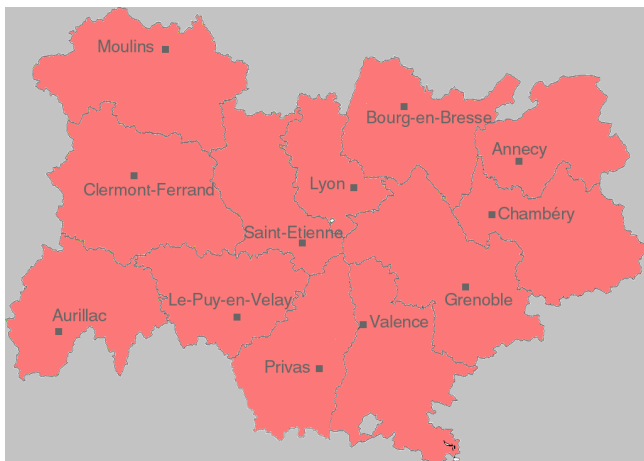 Moulins
Bourg-en-Bresse
Annecy
Clermont-Ferrand
Lyon
Chambéry
Saint-Etienne
Le-Puy-en-Velay
Grenoble
Aurillac
Valence
Privas